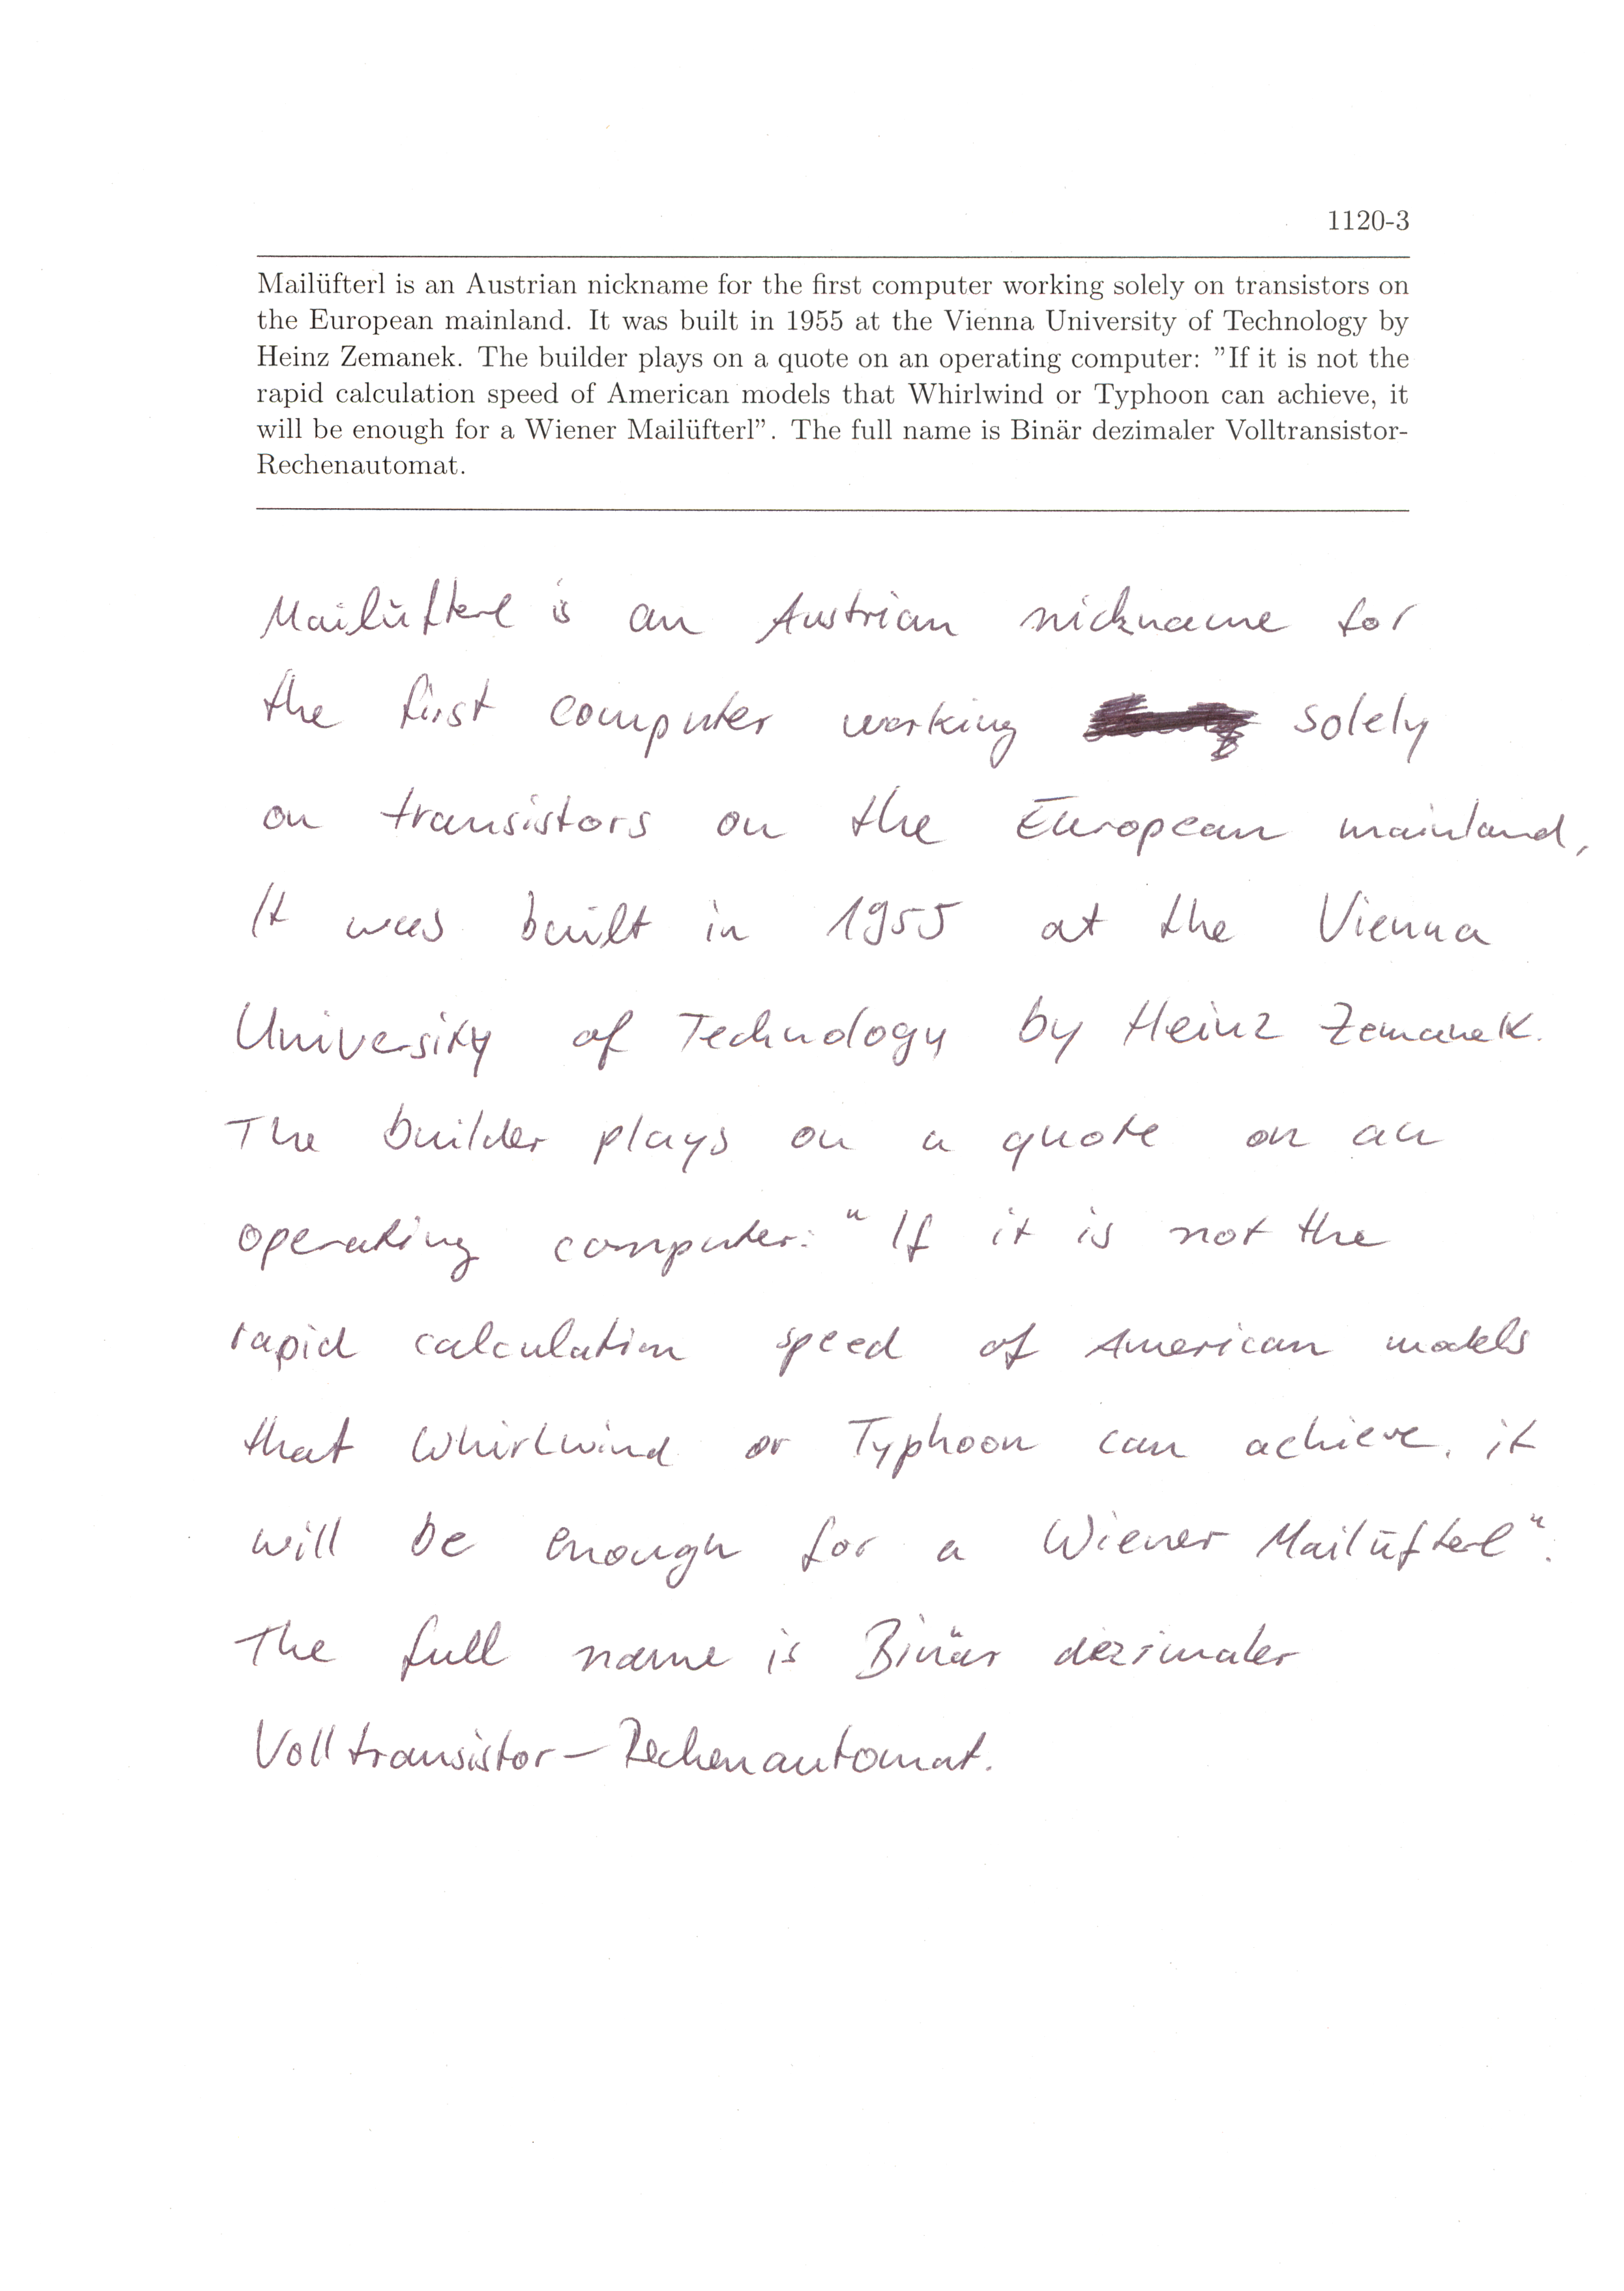 1120-3
Mailüfterl is an Austrian nickname for the first computer working solely on transistors on
the European mainland. It was built in 1955 at the Vienna University of Technology by
Heinz Zemanek. The builder plays on a quote on an operating computer: ”If it is not the
rapid calculation speed of American models that Whirlwind or Typhoon can achieve, it
will be enough for a Wiener Mailüfterl”. The full name is Binär dezimaler Volltransistor-
Rechenautomat.
Mailüfterl is an Austrian nickname for
the first computer working solely
on transistors on the European mainland,
It was built in 1955 at the Vienna
University of Technology by Heinz Zemanek.
The builder plays on a quote on an
operating computer: "If it is not the
rapid calculation speed of American models
that Whirlwind or Typhoon can achieve, it
will be enough for a Wiener Mailüfterl".
The full name is Binär dezimaler
Volltransistor-Rechenautomat.